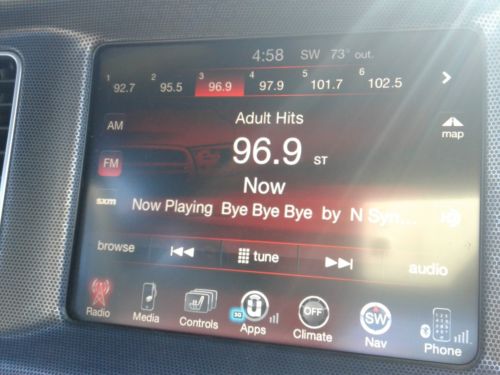 4:58 SW 73° out.
1 92.7 2 95.5 3 96.9 4 97.9 5 101.7 6 102.5
AM Adult Hits map
FM 96.9 ST
Now
sxm Now Playing Bye Bye Bye by N Syn...
browse tune audio
Radio Media Controls 3G U Apps OFF Climate SW Nav Phone